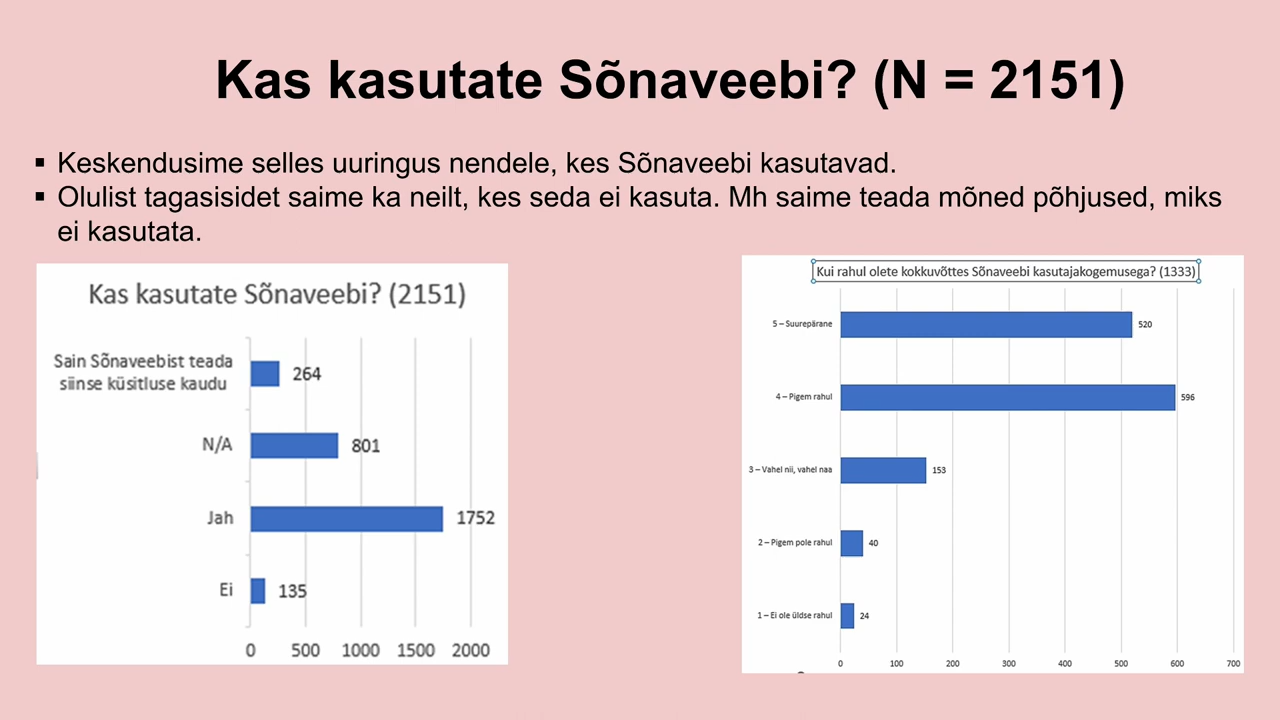 Kas kasutate Sõnaveebi? (N = 2151)
▪ Keskendusime selles uuringus nendele, kes Sõnaveebi kasutavad.
▪ Olulist tagasisidet saime ka neilt, kes seda ei kasuta. Mh saime teada mõned põhjused, miks
ei kasutata.
Kas kasutate Sõnaveebi? (2151)
Sain Sõnaveebist teada
siinse küsitluse kaudu
264
N/A
801
Jah
1752
Ei
135
0 500 1000 1500 2000
Kui rahul olete kokkuvõttes Sõnaveebi kasutajakogemusega? (1333)
5 – Suurepärane
520
4 – Pigem rahul
596
3 – Vahel nii, vahel naa
153
2 – Pigem pole rahul
40
1 – Ei ole üldse rahul
24
0 100 200 300 400 500 600 700